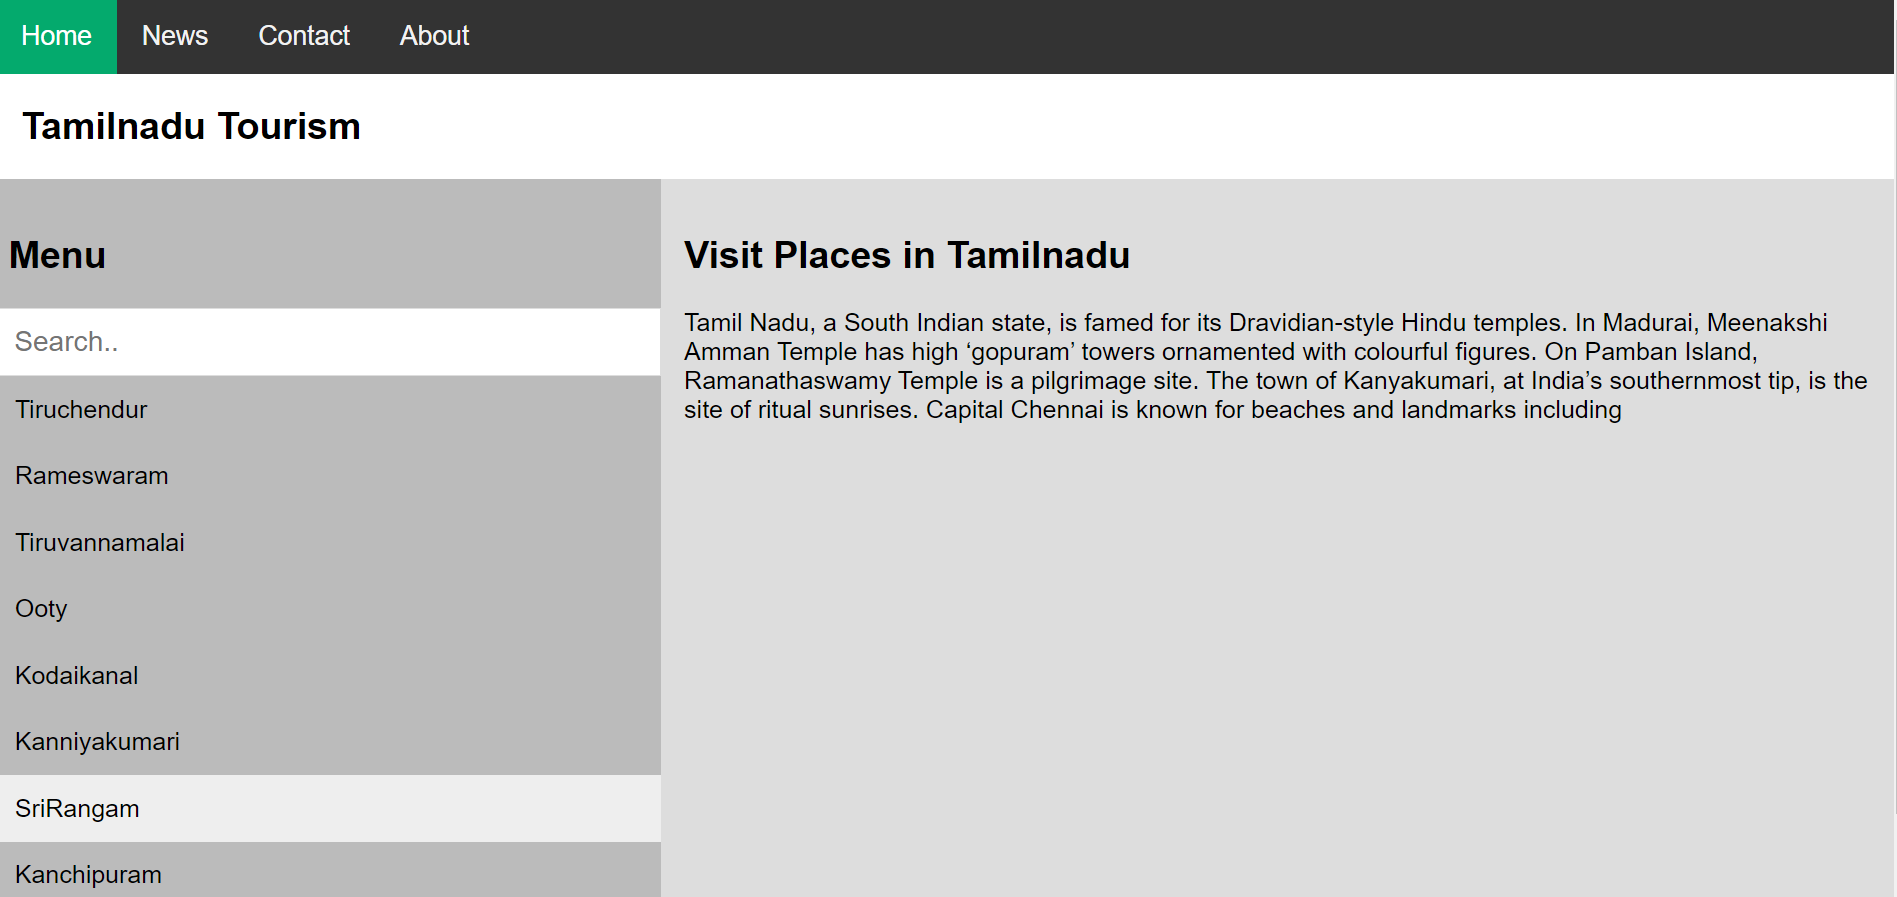 Home News Contact About
Tamilnadu Tourism
Menu
Search..
Tiruchendur
Rameswaram
Tiruvannamalai
Ooty
Kodaikanal
Kanniyakumari
SriRangam
Kanchipuram
Visit Places in Tamilnadu
Tamil Nadu, a South Indian state, is famed for its Dravidian-style Hindu temples. In Madurai, Meenakshi
Amman Temple has high ‘gopuram’ towers ornamented with colourful figures. On Pamban Island,
Ramanathaswamy Temple is a pilgrimage site. The town of Kanyakumari, at India’s southernmost tip, is the
site of ritual sunrises. Capital Chennai is known for beaches and landmarks including